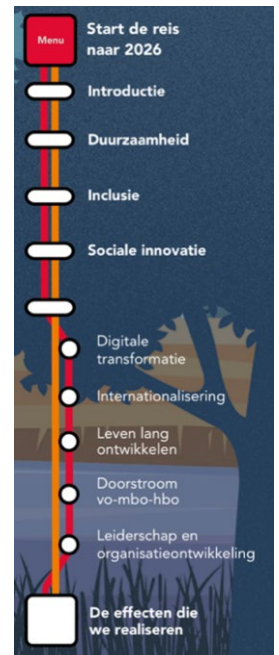 Menu
Start de reis
naar 2026
Introductie
Duurzaamheid
Inclusie
Sociale innovatie
Digitale
transformatie
Internationalisering
Leven lang
ontwikkelen
Doorstroom
vo-mbo-hbo
Leiderschap en
organisatieontwikkeling
De effecten die
we realiseren